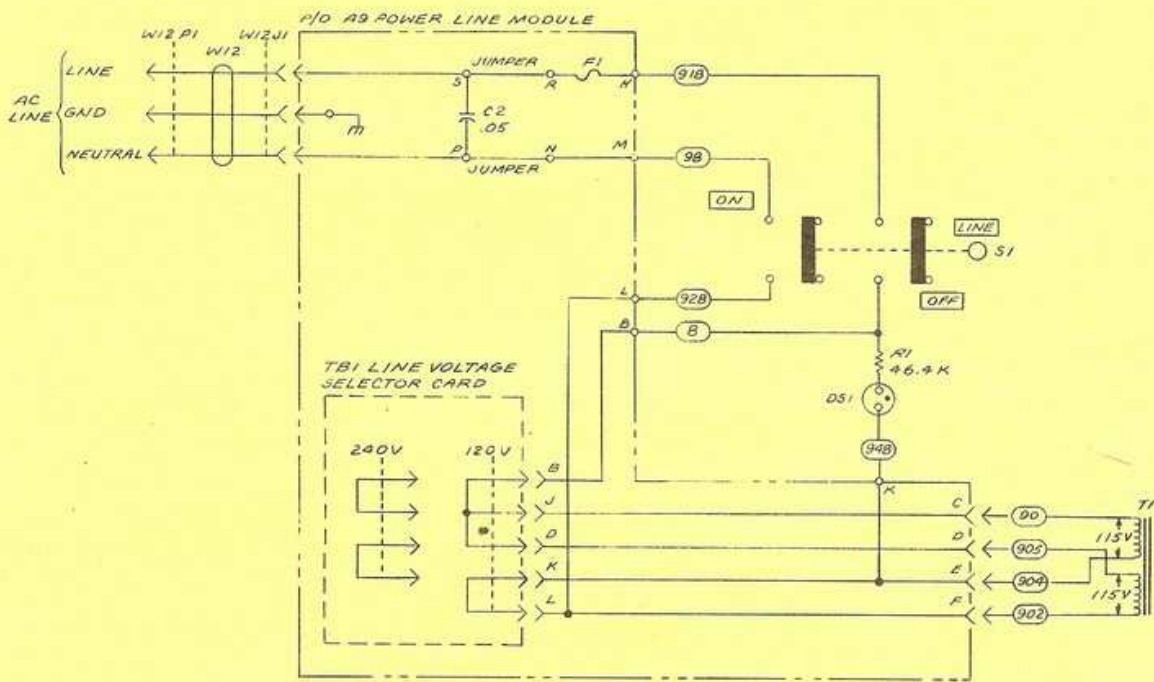 P/O A9 POWER LINE MODULE
W12 P1
W12
W12 J1
AC LINE
LINE
GND
NEUTRAL
S
JUMPER
R
F1
H
918
C2
.05
P
JUMPER
N
M
98
ON
LINE
S1
OFF
L
928
B
8
R1
46.4K
DS1
948
K
TB1 LINE VOLTAGE
SELECTOR CARD
240V
120V
B
J
D
K
L
C
90
D
905
E
904
F
902
T1
115V
115V